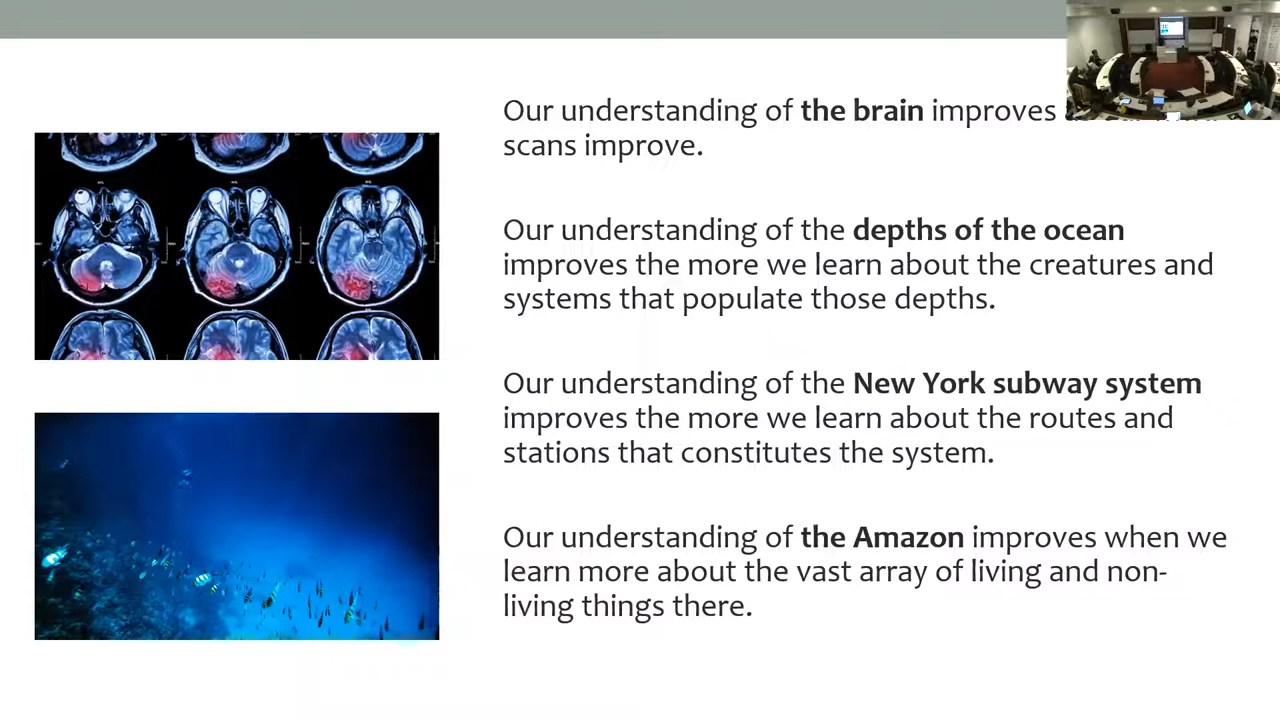 Our understanding of the brain improves
scans improve.
Our understanding of the depths of the ocean
improves the more we learn about the creatures and
systems that populate those depths.
Our understanding of the New York subway system
improves the more we learn about the routes and
stations that constitutes the system.
Our understanding of the Amazon improves when we
learn more about the vast array of living and non-
living things there.